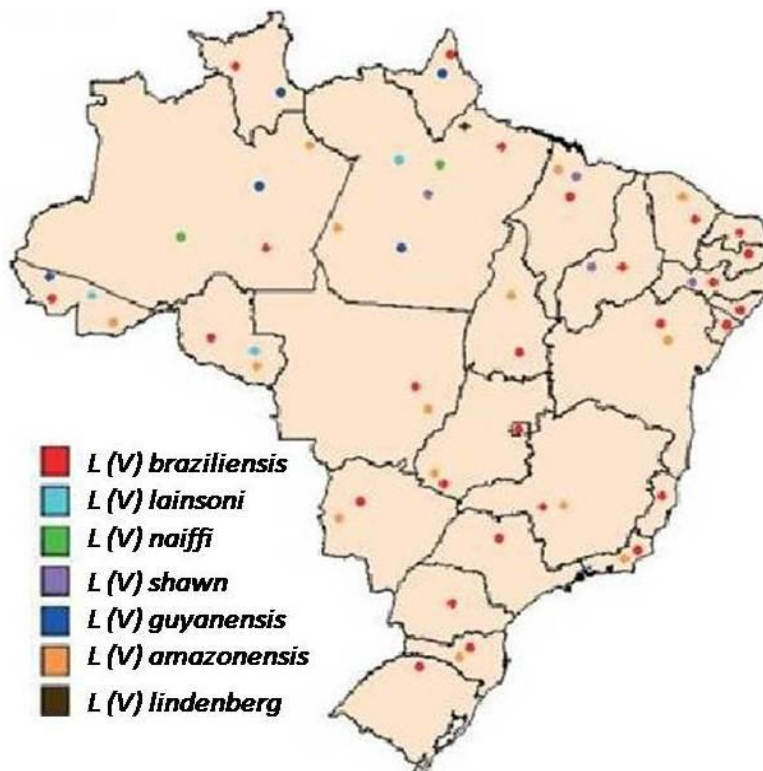 L (V) braziliensis
L (V) lainsoni
L (V) naiffi
L (V) shawn
L (V) guyanensis
L (V) amazonensis
L (V) lindenberg